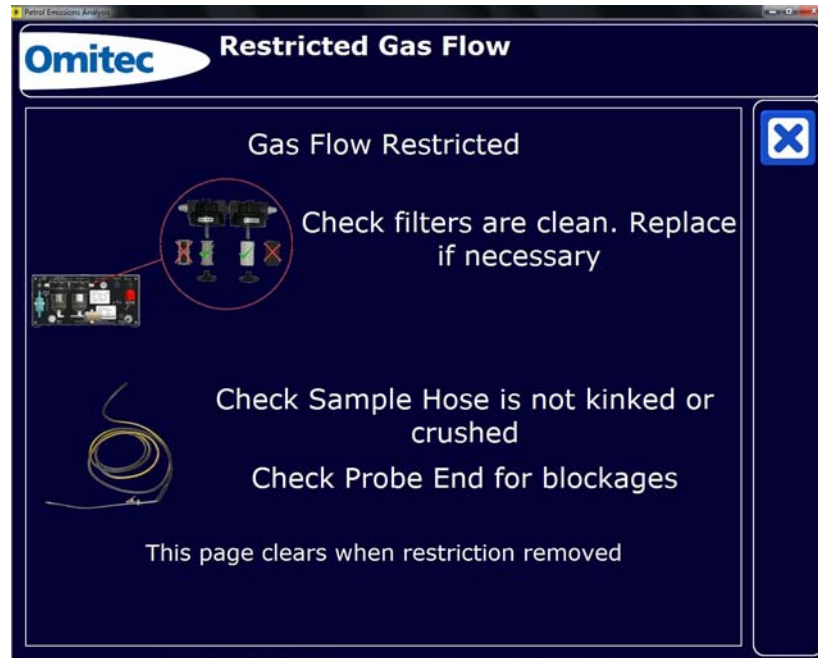 Petrol Emissions Analysis
Omitec
Restricted Gas Flow
Gas Flow Restricted
Check filters are clean. Replace
if necessary
Check Sample Hose is not kinked or
crushed
Check Probe End for blockages
This page clears when restriction removed